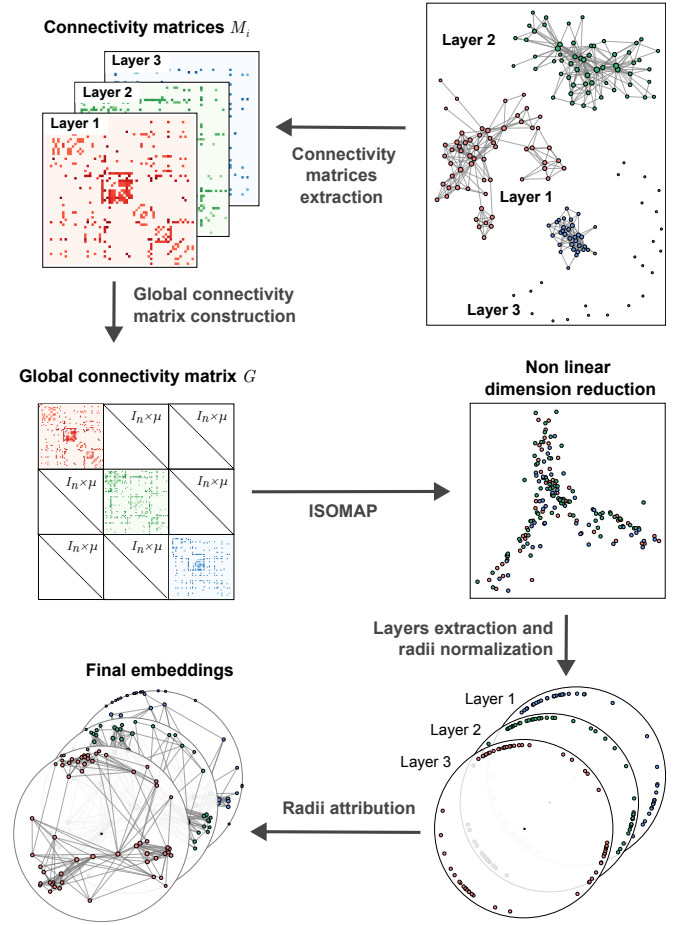 Connectivity matrices M_i
Layer 3
Layer 2
Layer 1
Layer 2
Layer 1
Layer 3
Connectivity
matrices
extraction
Global connectivity
matrix construction
Global connectivity matrix G
I_n×μ I_n×μ
I_n×μ I_n×μ
I_n×μ I_n×μ
ISOMAP
Non linear
dimension reduction
Layers extraction and
radii normalization
Final embeddings
Layer 1
Layer 2
Layer 3
Radii attribution